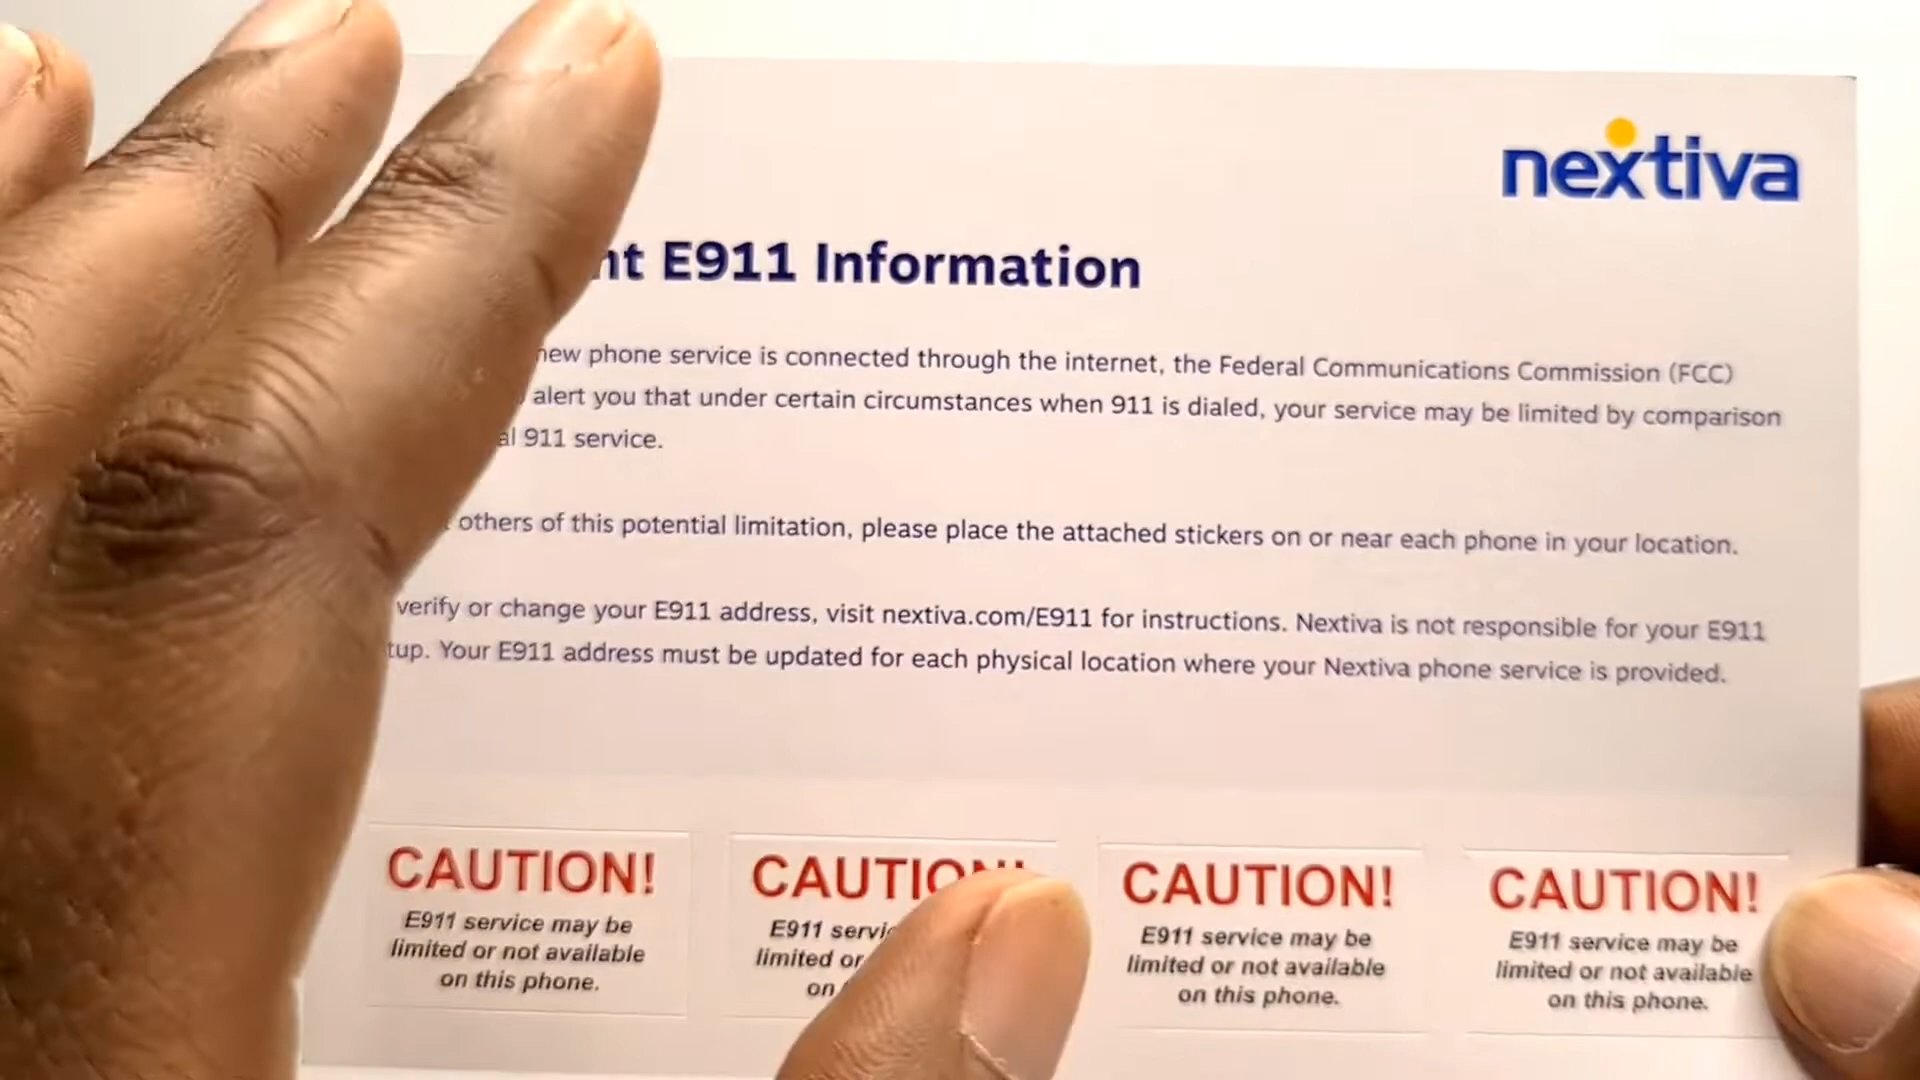 nextiva
E911 Information
new phone service is connected through the internet, the Federal Communications Commission (FCC)
alert you that under certain circumstances when 911 is dialed, your service may be limited by comparison
911 service.
others of this potential limitation, please place the attached stickers on or near each phone in your location.
verify or change your E911 address, visit nextiva.com/E911 for instructions. Nextiva is not responsible for your E911
Your E911 address must be updated for each physical location where your Nextiva phone service is provided.
CAUTION!
E911 service may be
limited or not available
on this phone.
CAUTION!
E911
limited or
on
CAUTION!
E911 service may be
limited or not available
on this phone.
CAUTION!
E911 service may be
limited or not available
on this phone.